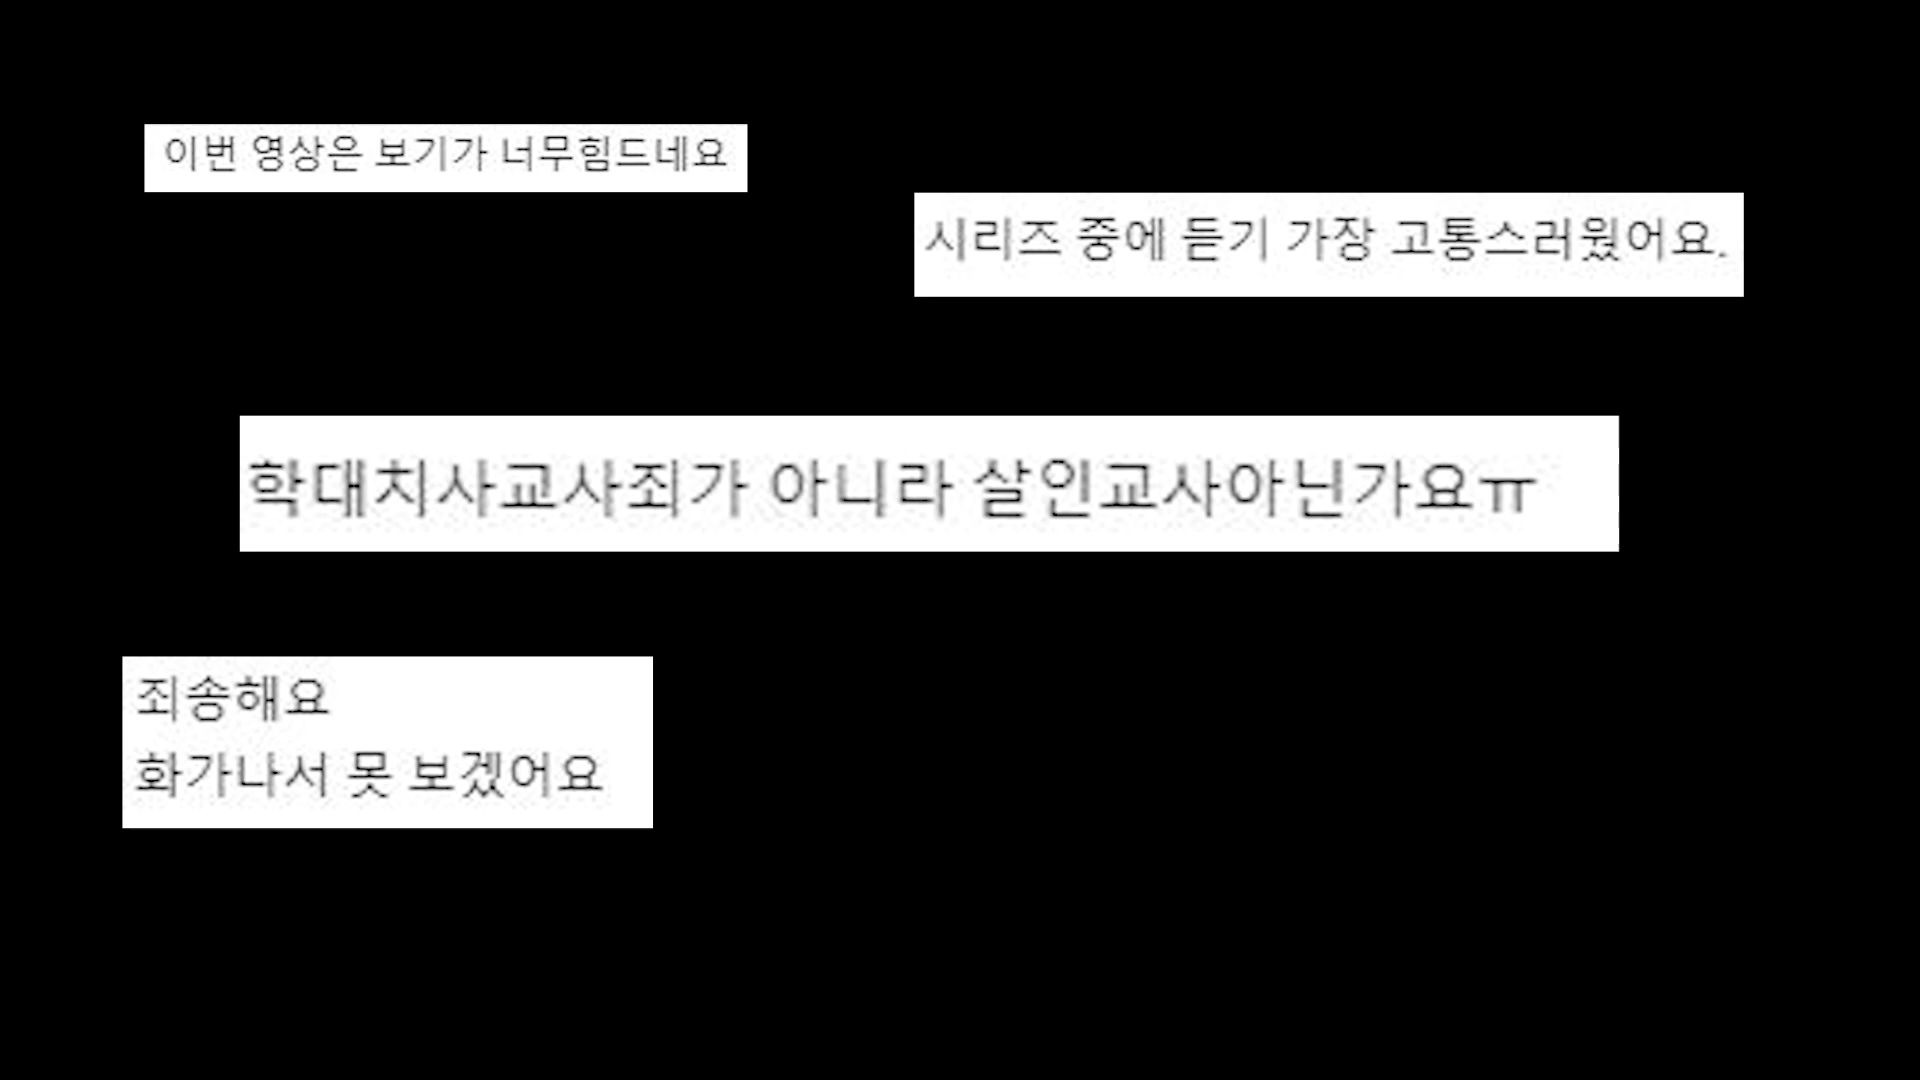 이번 영상은 보기가 너무힘드네요
시리즈 중에 듣기 가장 고통스러웠어요.
학대치사교사죄가 아니라 살인교사아닌가요ㅠ
죄송해요
화가나서 못 보겠어요